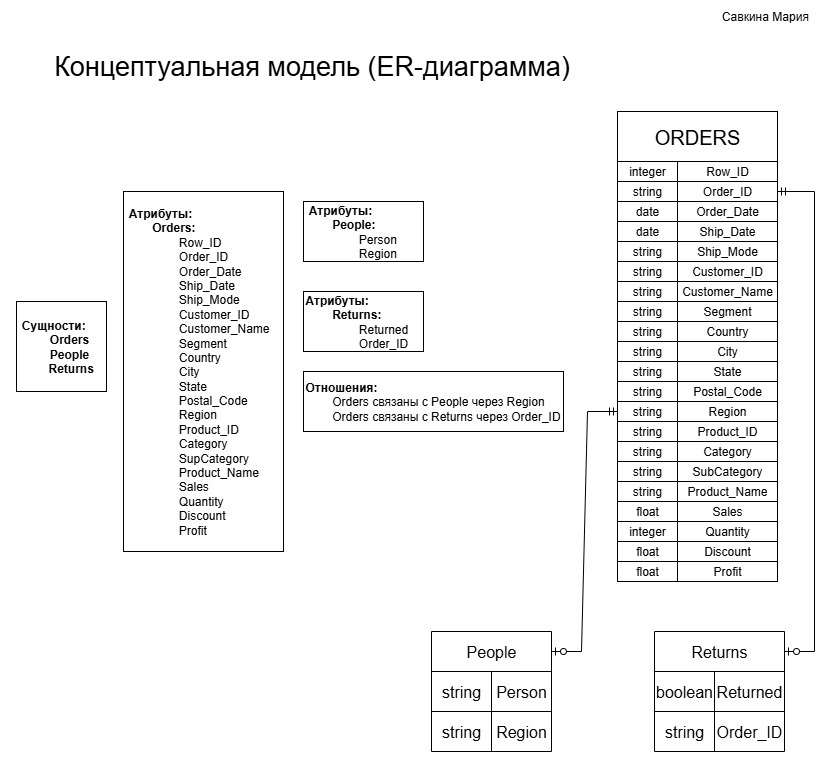 Савкина Мария
Концептуальная модель (ER-диаграмма)
Сущности:
Orders
People
Returns
Атрибуты:
Orders:
Row_ID
Order_ID
Order_Date
Ship_Date
Ship_Mode
Customer_ID
Customer_Name
Segment
Country
City
State
Postal_Code
Region
Product_ID
Category
SupCategory
Product_Name
Sales
Quantity
Discount
Profit
Атрибуты:
People:
Person
Region
Атрибуты:
Returns:
Returned
Order_ID
Отношения:
Orders связаны с People через Region
Orders связаны с Returns через Order_ID
ORDERS
integer Row_ID
string Order_ID
date Order_Date
date Ship_Date
string Ship_Mode
string Customer_ID
string Customer_Name
string Segment
string Country
string City
string State
string Postal_Code
string Region
string Product_ID
string Category
string SubCategory
string Product_Name
float Sales
integer Quantity
float Discount
float Profit
People
string Person
string Region
Returns
boolean Returned
string Order_ID